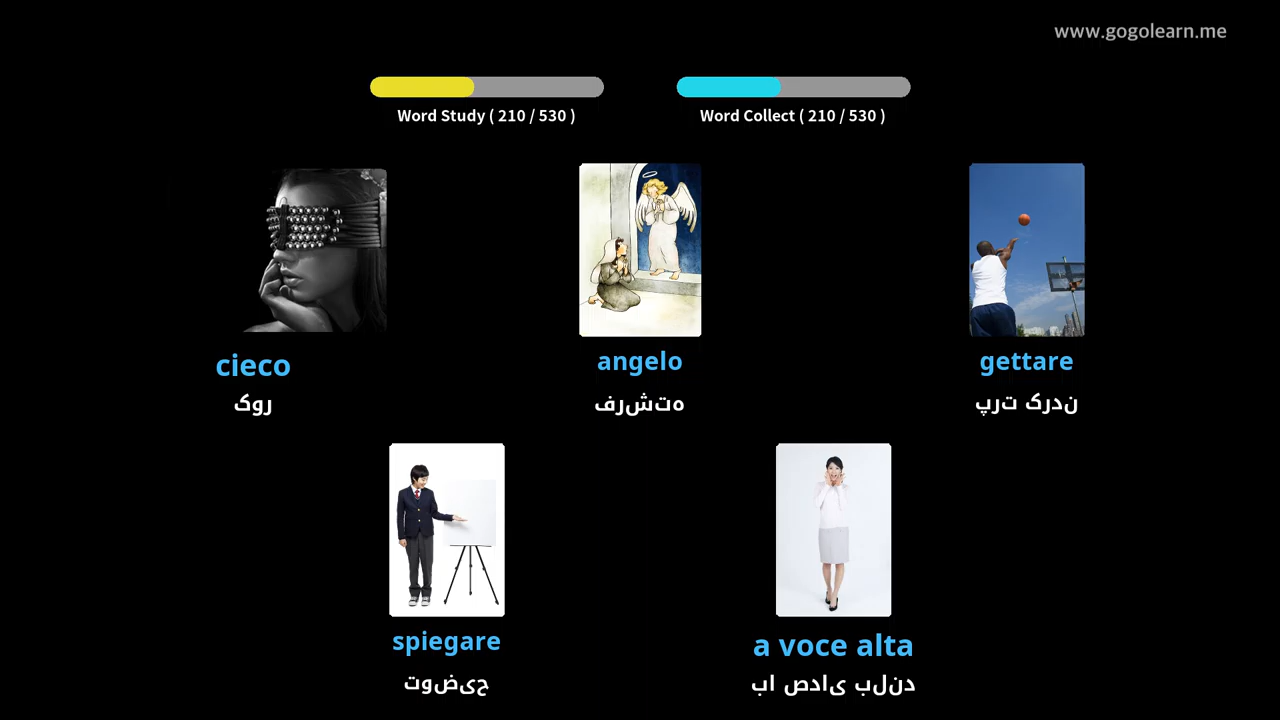 www.gogolearn.me
Word Study ( 210 / 530 )
Word Collect ( 210 / 530 )
cieco
کور
angelo
فرشته
gettare
پرت کردن
spiegare
توضیح
a voce alta
با صدای بلند